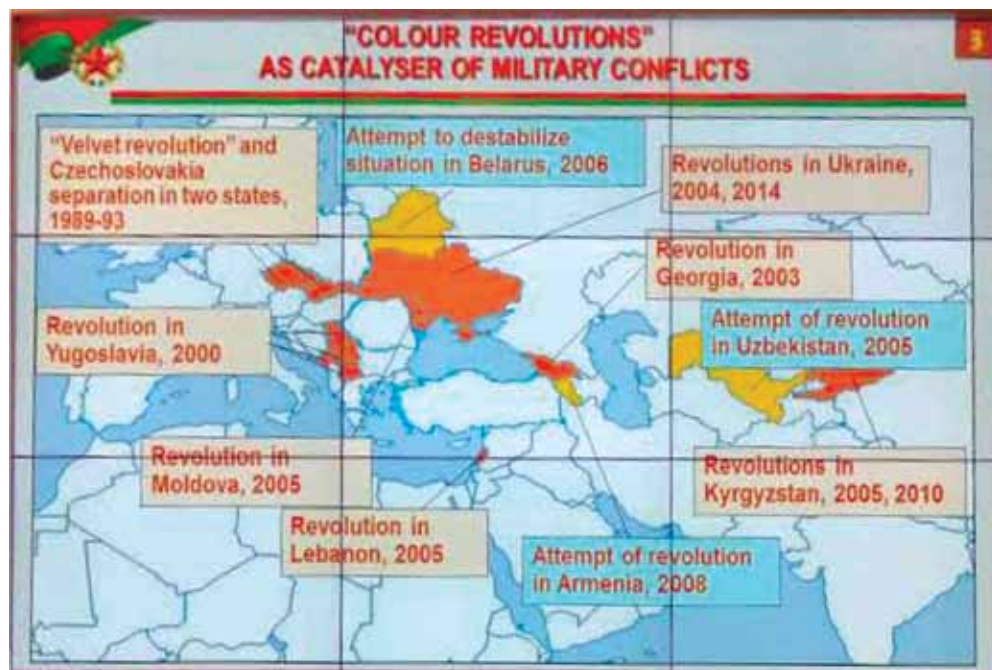 "COLOUR REVOLUTIONS"
AS CATALYSER OF MILITARY CONFLICTS
3
"Velvet revolution" and
Czechoslovakia
separation in two states,
1989-93
Attempt to destabilize
situation in Belarus, 2006
Revolutions in Ukraine,
2004, 2014
Revolution in
Georgia, 2003
Revolution in
Yugoslavia, 2000
Attempt of revolution
in Uzbekistan, 2005
Revolution in
Moldova, 2005
Revolutions in
Kyrgyzstan, 2005, 2010
Revolution in
Lebanon, 2005
Attempt of revolution
in Armenia, 2008